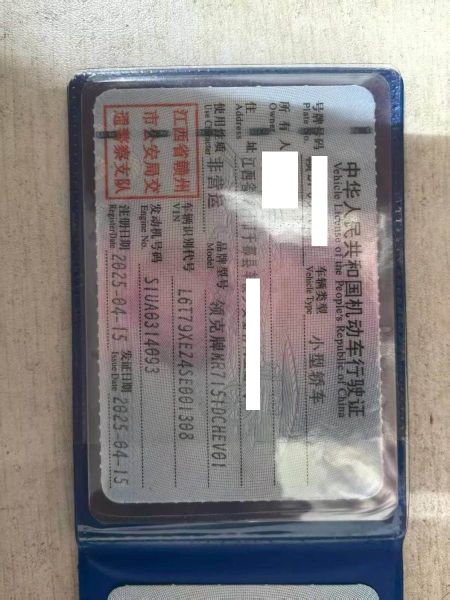 中华人民共和国机动车行驶证
Vehicle License of the People's Republic of China
号牌号码
Plate No.
车辆类型 小型轿车
Vehicle Type
所有人
Owner
住址 江西省 于都县
Address
使用性质 非营运
Use Character
品牌型号 领克牌MR7151DCHEV01
Model
江西省赣州
市公安局交
通警察支队
车辆识别代号 L6T79XEZ4SE001308
VIN
发动机号码 S1UA0314093
Engine No.
注册日期 2025-04-15 发证日期 2025-04-15
Register Date Issue Date